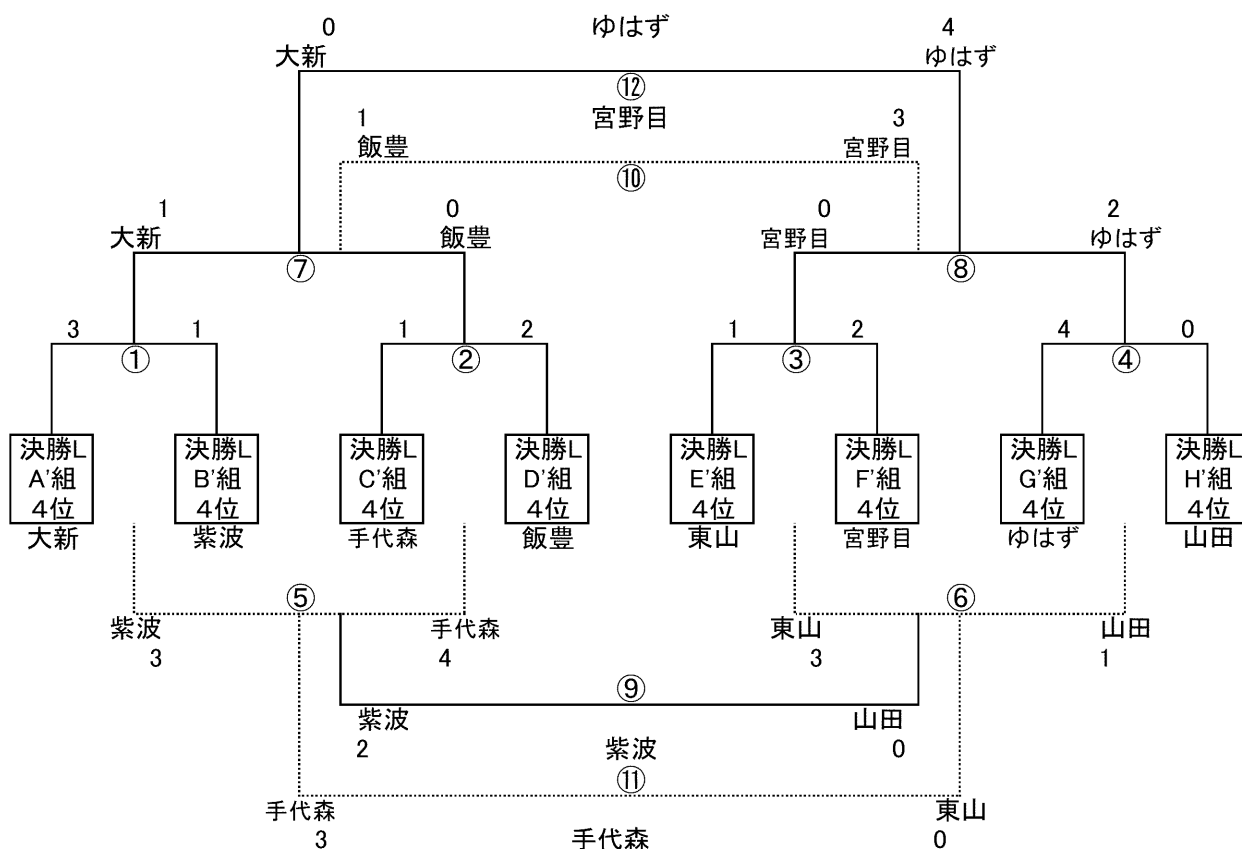 0 ゆはず 4
大新 ゆはず
⑫
1 宮野目 3
飯豊 宮野目
⑩
1 0 0 2
大新 飯豊 宮野目 ゆはず
⑦ ⑧
3 1 1 2 1 2 4 0
① ② ③ ④
決勝L 決勝L 決勝L 決勝L 決勝L 決勝L 決勝L 決勝L
A'組 B'組 C'組 D'組 E'組 F'組 G'組 H'組
4位 4位 4位 4位 4位 4位 4位 4位
大新 紫波 手代森 飯豊 東山 宮野目 ゆはず 山田
⑤ ⑥
紫波 手代森 東山 山田
3 4 3 1
⑨
紫波 山田
2 紫波 0
⑪
手代森 東山
3 手代森 0